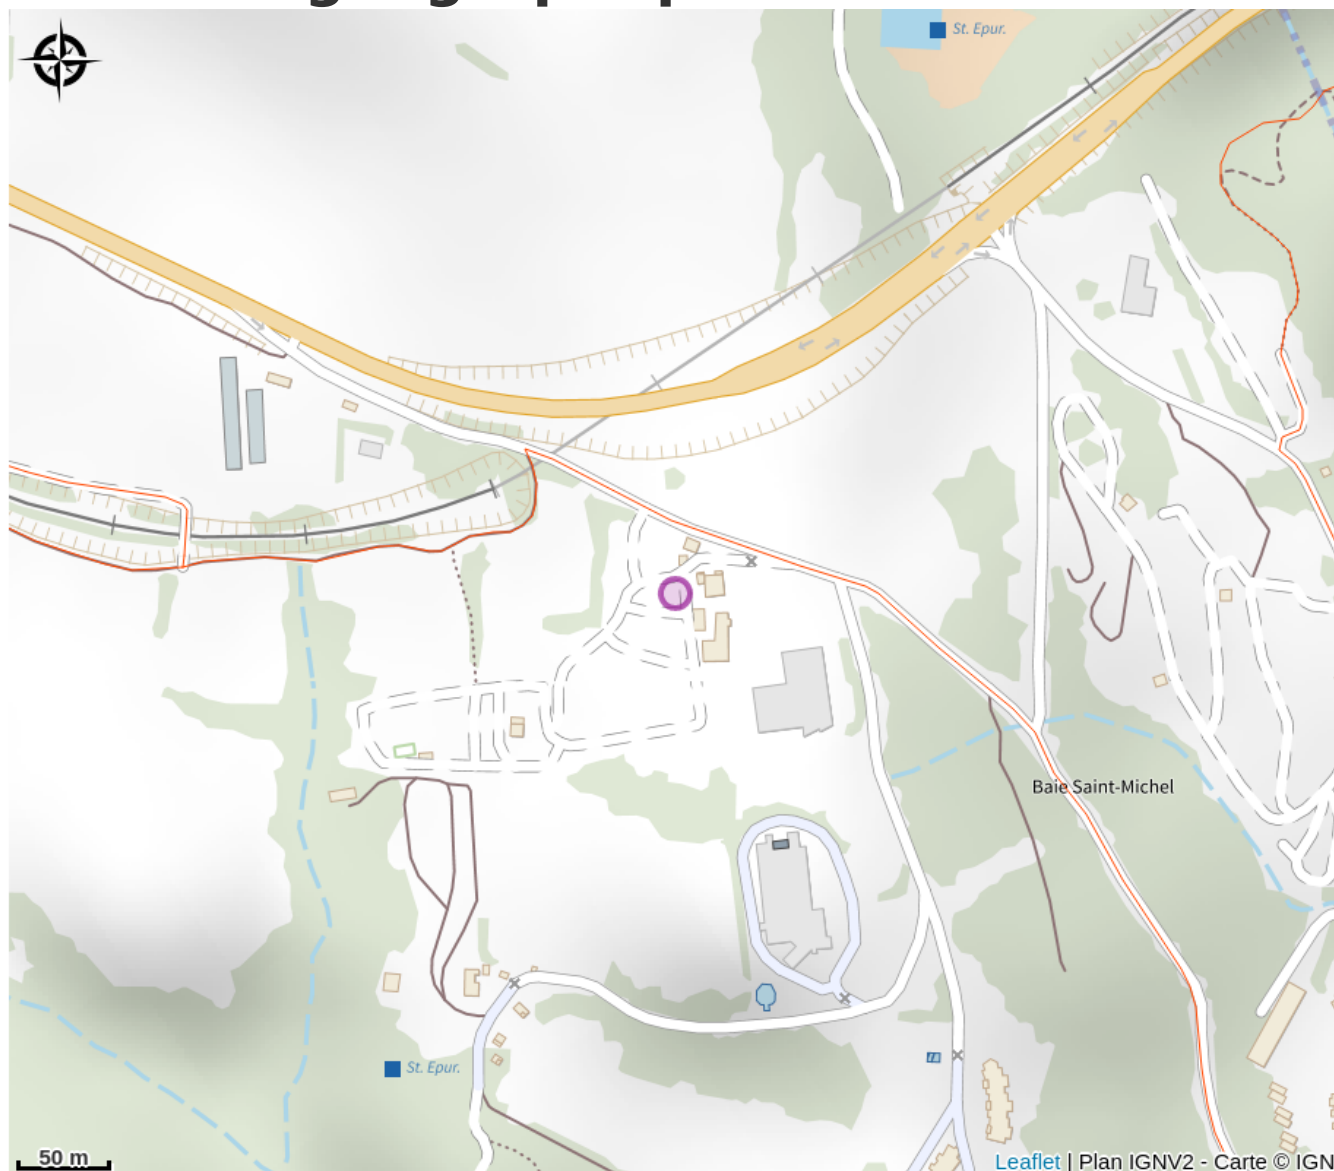 St. Epur.
Baie Saint-Michel
St. Epur.
50 m
Leaflet | Plan IGNV2 - Carte © IGN